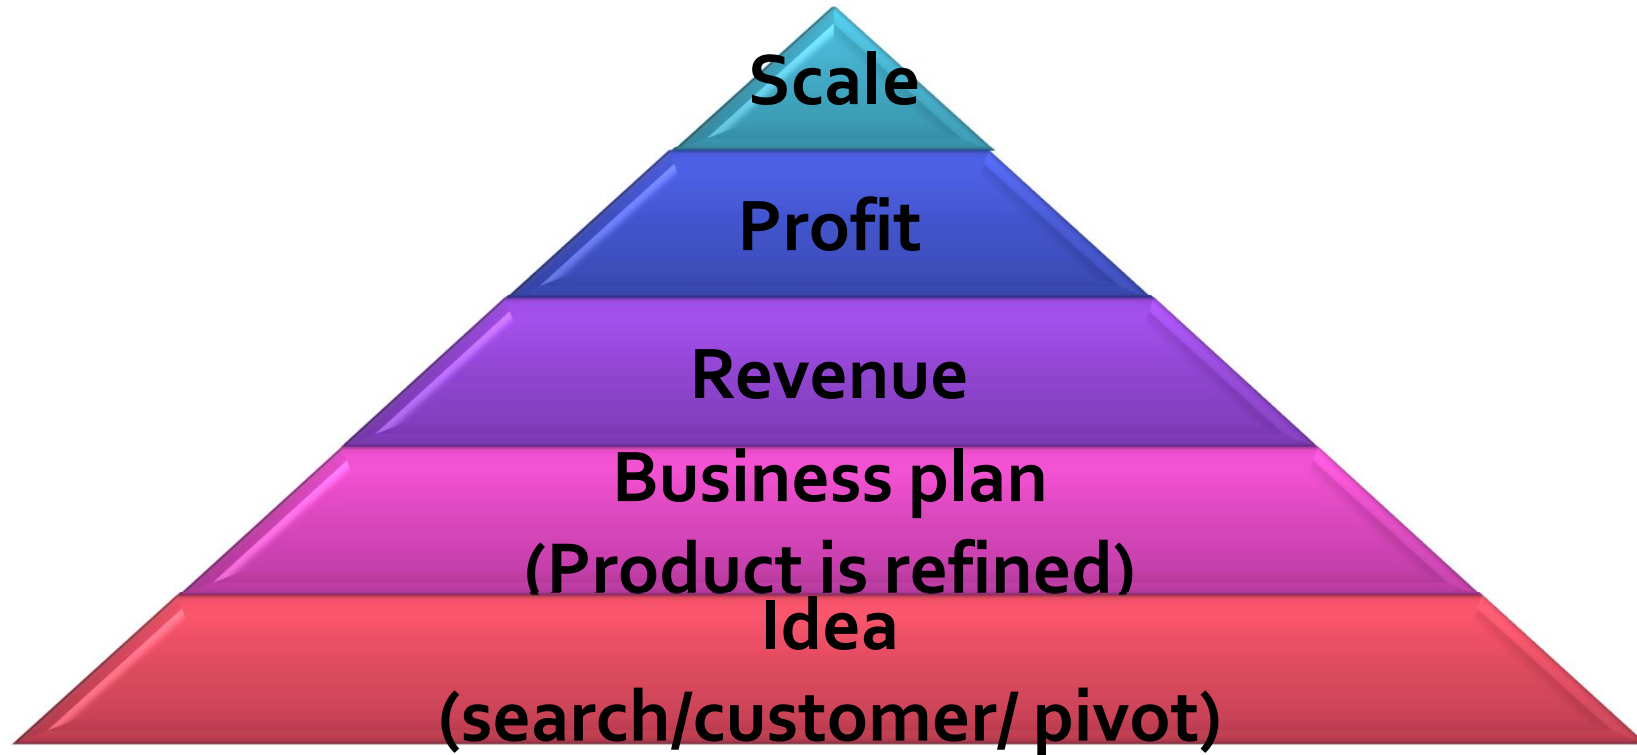 Scale
Profit
Revenue
Business plan
(Product is refined)
Idea
(search/customer/ pivot)